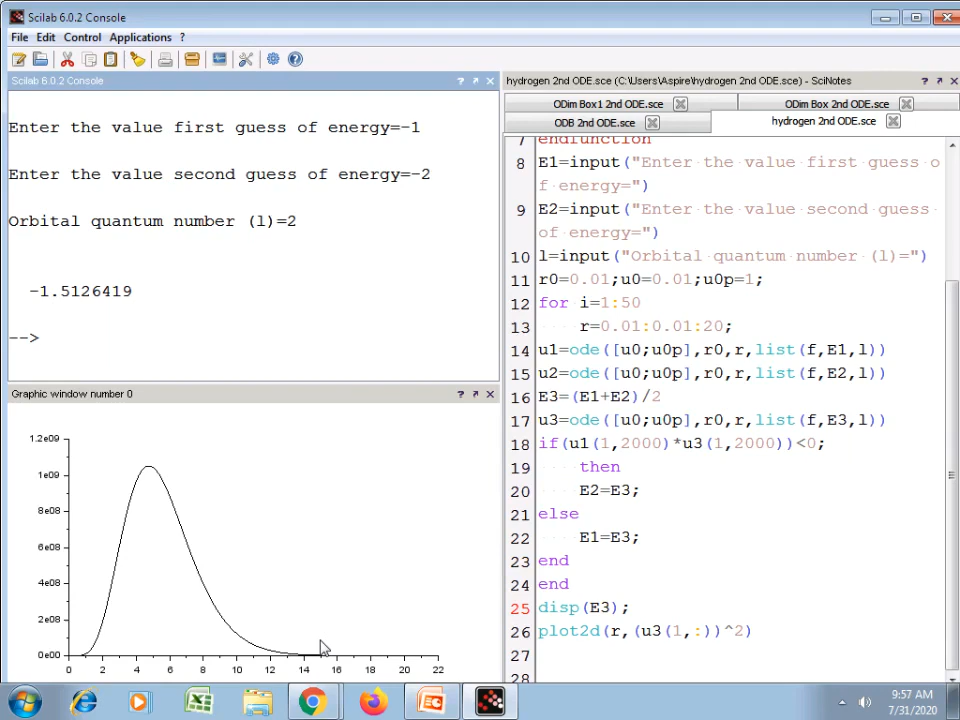 Scilab 6.0.2 Console
File Edit Control Applications ?
Scilab 6.0.2 Console ? ↗ ✕
Enter the value first guess of energy=-1
Enter the value second guess of energy=-2
Orbital quantum number (l)=2
-1.5126419
-->
Graphic window number 0
1.2e09
1e09
8e08
6e08
4e08
2e08
0e00
0 2 4 6 8 10 12 14 16 18 20 22
hydrogen 2nd ODE.sce (C:\Users\Aspire\hydrogen 2nd ODE.sce) - SciNotes
ODim Box1 2nd ODE.sce ODim Box 2nd ODE.sce
ODB 2nd ODE.sce hydrogen 2nd ODE.sce
7 endfunction
8 E1=input("Enter the value first guess o
f energy=")
9 E2=input("Enter the value second guess
of energy=")
10 l=input("Orbital quantum number (l)=")
11 r0=0.01;u0=0.01;u0p=1;
12 for i=1:50
13 r=0.01:0.01:20;
14 u1=ode([u0;u0p],r0,r,list(f,E1,l))
15 u2=ode([u0;u0p],r0,r,list(f,E2,l))
16 E3=(E1+E2)/2
17 u3=ode([u0;u0p],r0,r,list(f,E3,l))
18 if(u1(1,2000)*u3(1,2000))<0;
19 then
20 E2=E3;
21 else
22 E1=E3;
23 end
24 end
25 disp(E3);
26 plot2d(r,(u3(1,:))^2)
27
28
9:57 AM
7/31/2020